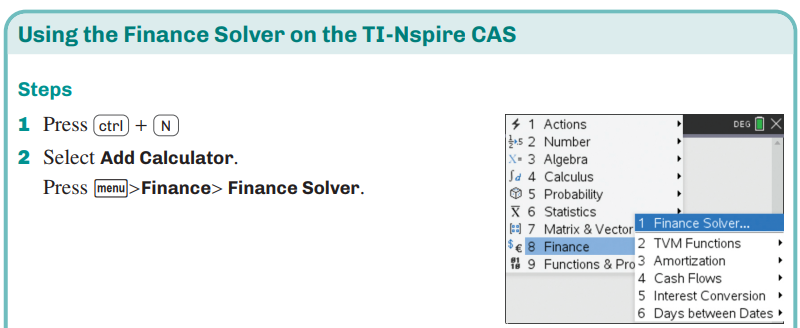 Using the Finance Solver on the TI-Nspire CAS
Steps
1 Press ctrl + N
2 Select Add Calculator.
Press menu>Finance> Finance Solver.
1 Actions
2 Number
3 Algebra
4 Calculus
5 Probability
6 Statistics
7 Matrix & Vector
8 Finance
9 Functions & Pro
DEG
1 Finance Solver...
2 TVM Functions
3 Amortization
4 Cash Flows
5 Interest Conversion
6 Days between Dates